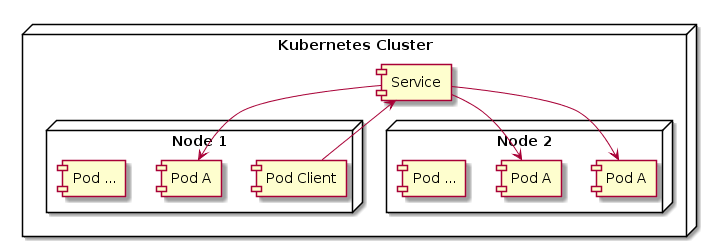 Kubernetes Cluster
Service
Node 1
Node 2
Pod ...
Pod A
Pod Client
Pod ...
Pod A
Pod A